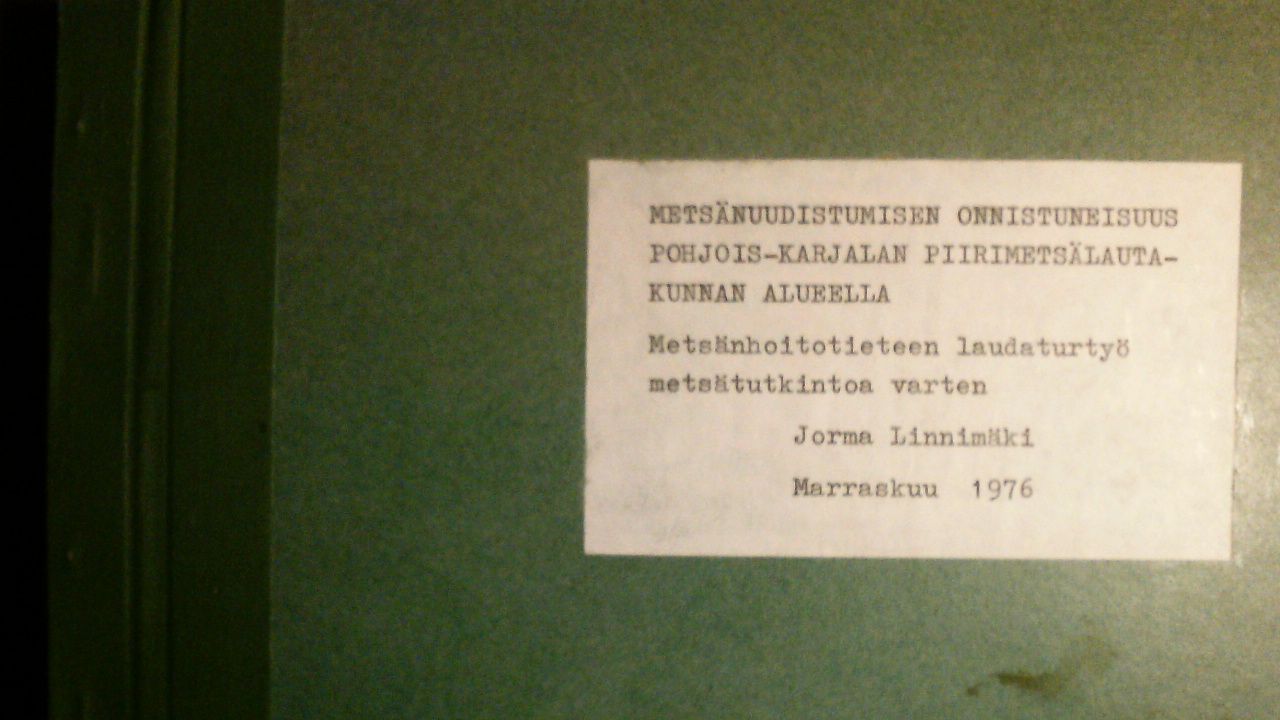 METSÄNUUDISTUMISEN ONNISTUNEISUUS
POHJOIS-KARJALAN PIIRIMETSÄLAUTA-
KUNNAN ALUEELLA
Metsänhoitotieteen laudaturtyö
metsätutkintoa varten
Jorma Linnimäki
Marraskuu 1976